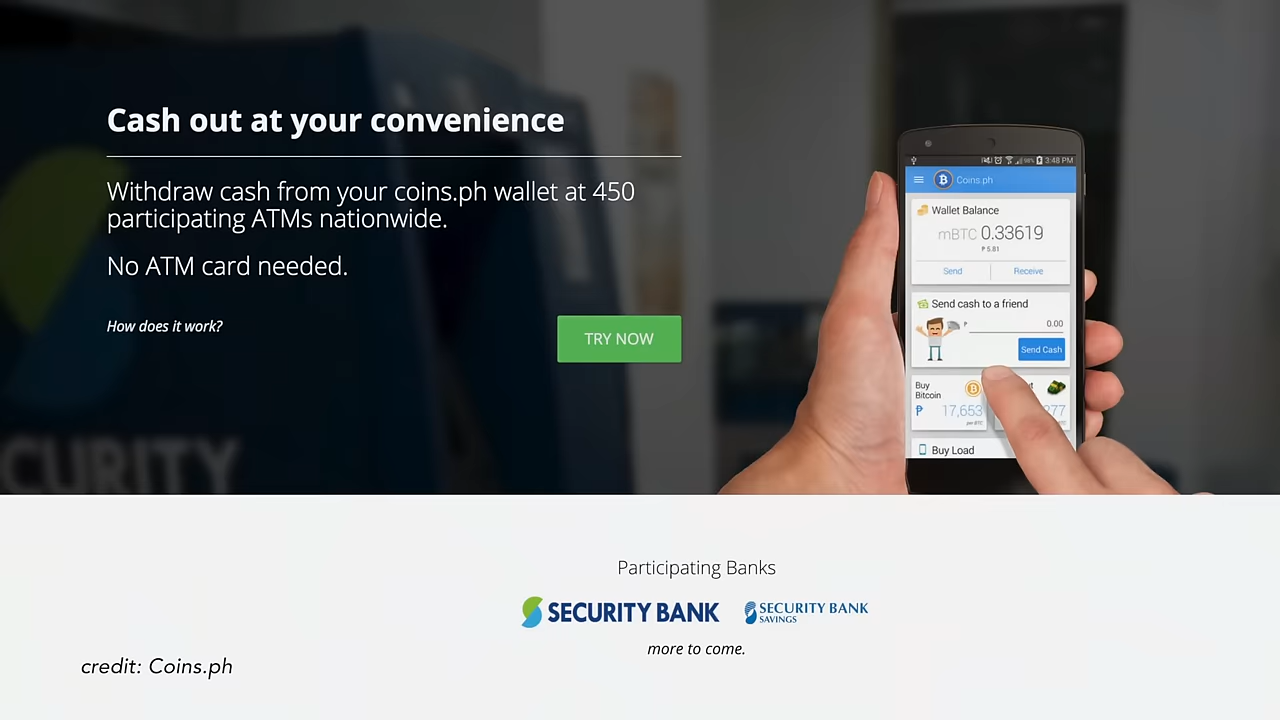 Cash out at your convenience
Withdraw cash from your coins.ph wallet at 450
participating ATMs nationwide.
No ATM card needed.
How does it work?
TRY NOW
3:48 PM
Coins.ph
Wallet Balance
mBTC 0.33619
₱ 5.81
Send
Receive
Send cash to a friend
₱
0.00
Send Cash
Buy
Bitcoin
₱ 17,653
per BTC
Buy Load
CURITY
Participating Banks
SECURITY BANK
SECURITY BANK
SAVINGS
more to come.
credit: Coins.ph